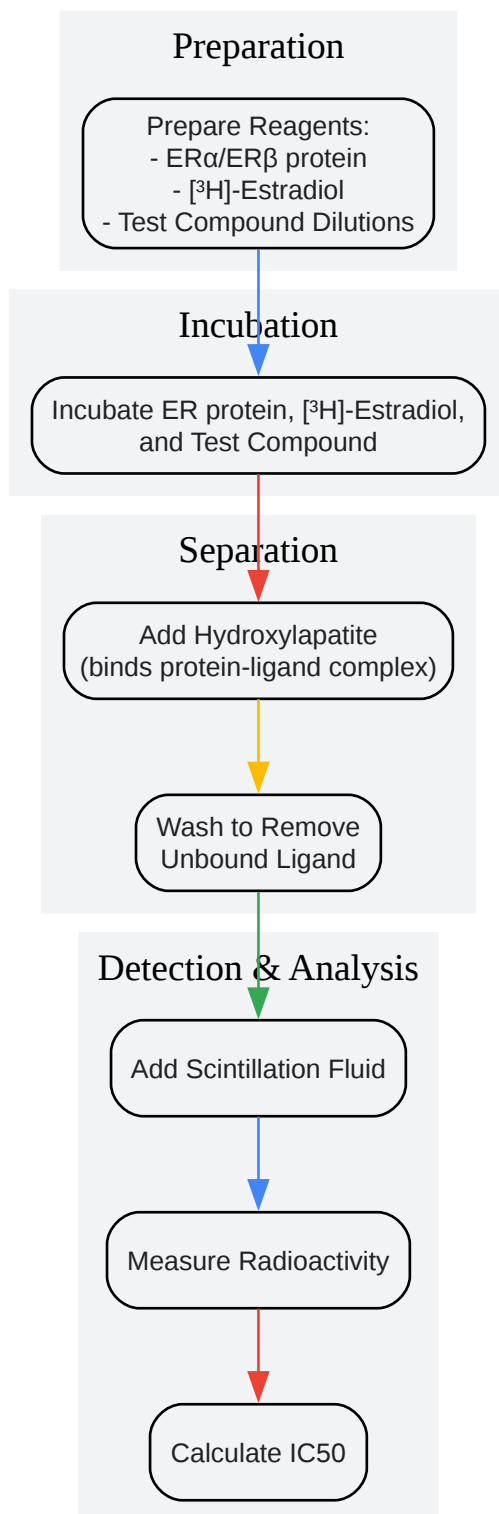 Preparation
Prepare Reagents:
- ERα/ERβ protein
- [³H]-Estradiol
- Test Compound Dilutions
Incubation
Incubate ER protein, [³H]-Estradiol,
and Test Compound
Separation
Add Hydroxylapatite
(binds protein-ligand complex)
Wash to Remove
Unbound Ligand
Detection & Analysis
Add Scintillation Fluid
Measure Radioactivity
Calculate IC50